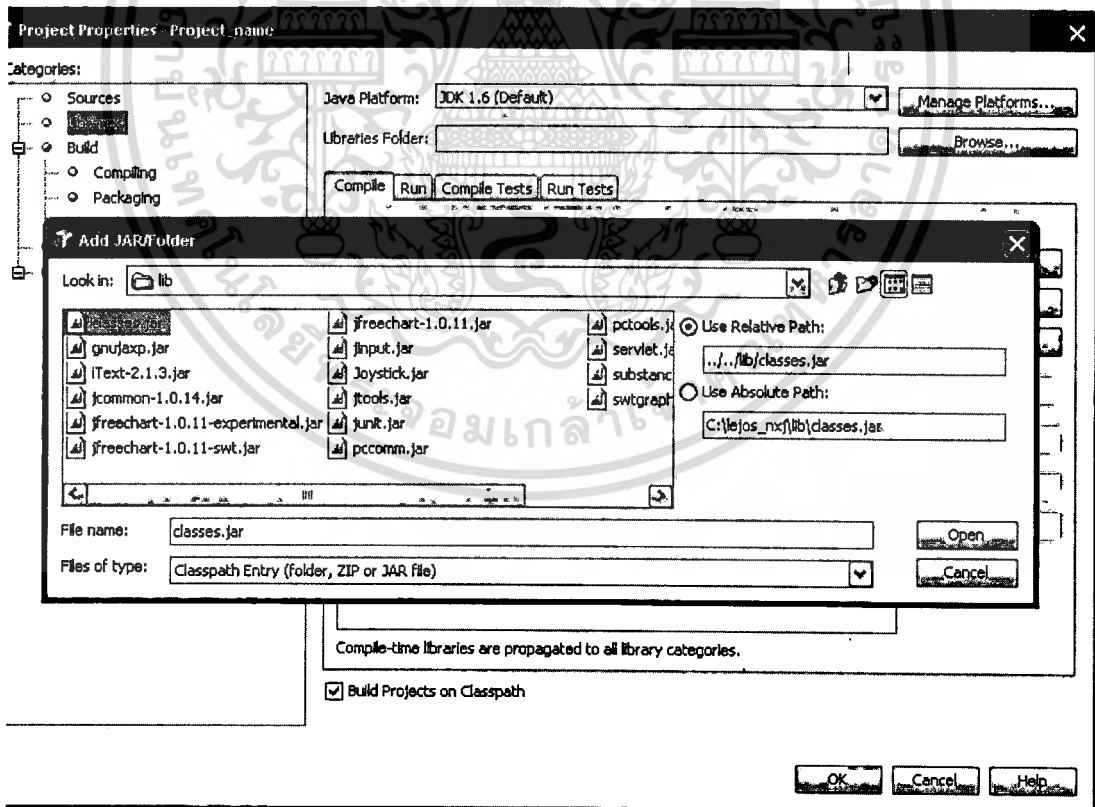 Project Properties - Project_name
Categories:
Sources
Build
Compiling
Packaging
Java Platform: JDK 1.6 (Default) Manage Platforms...
Libraries Folder: Browse...
Compile Run Compile Tests Run Tests
Add JAR/Folder
Look in: lib
gnujaxp.jar
iText-2.1.3.jar
jcommon-1.0.14.jar
jfreechart-1.0.11-experimental.jar
jfreechart-1.0.11-swt.jar
jfreechart-1.0.11.jar
jinput.jar
Joystick.jar
jtools.jar
junit.jar
pccomm.jar
pctools.ja
servlet.ja
substanc
swtgraph
Use Relative Path:
../../lib/classes.jar
Use Absolute Path:
C:\lejos_nxj\lib\classes.jar
File name: classes.jar Open
Files of type: Classpath Entry (folder, ZIP or JAR file) Cancel
Compile-time libraries are propagated to all library categories.
Build Projects on Classpath
OK Cancel Help